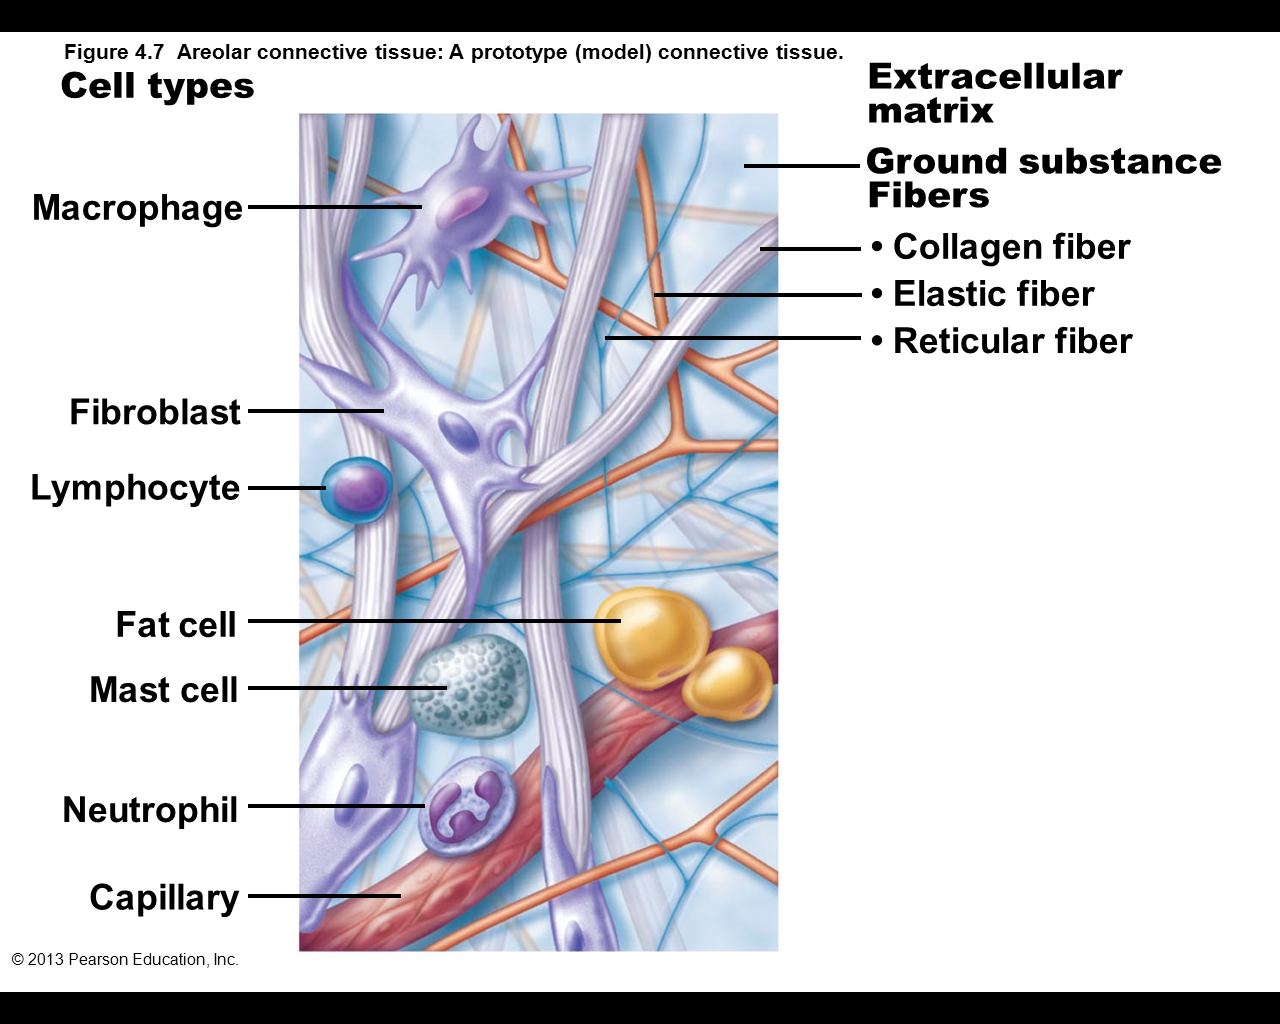 Figure 4.7  Areolar connective tissue: A prototype (model) connective tissue.
Cell types
Macrophage
Fibroblast
Lymphocyte
Fat cell
Mast cell
Neutrophil
Capillary
Extracellular
matrix
Ground substance
Fibers
• Collagen fiber
• Elastic fiber
• Reticular fiber
© 2013 Pearson Education, Inc.